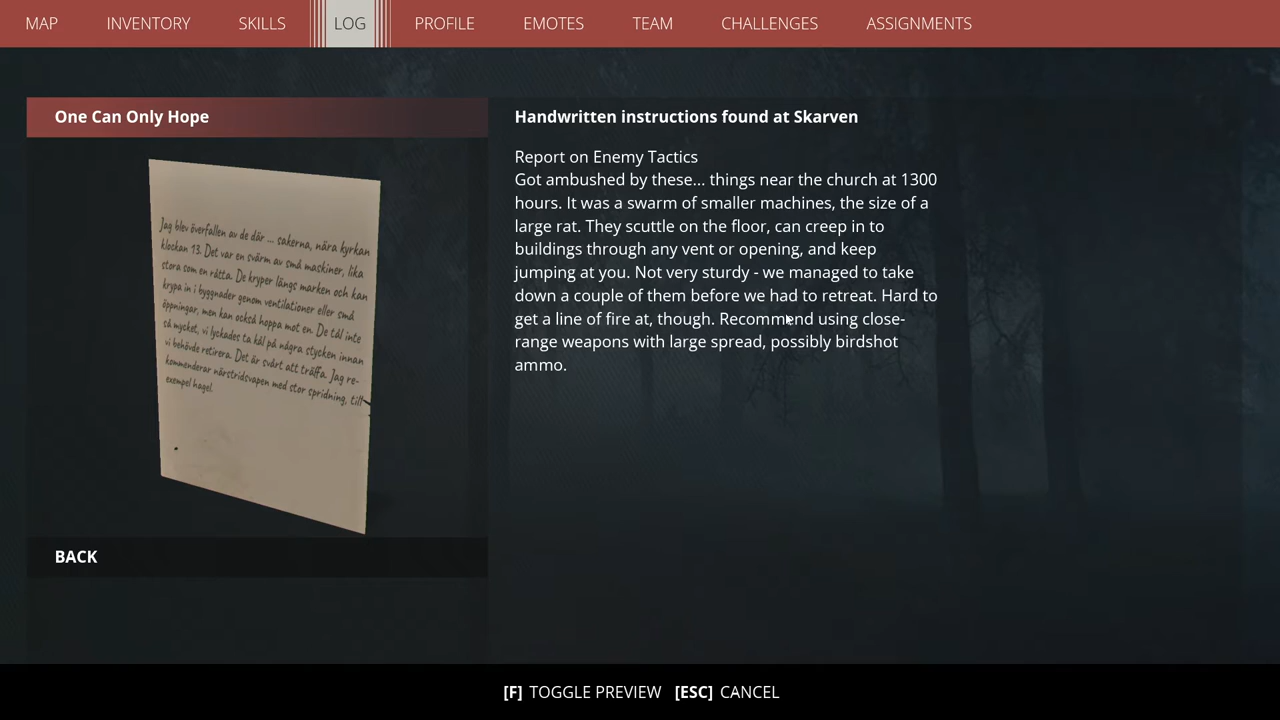 MAP INVENTORY SKILLS LOG PROFILE EMOTES TEAM CHALLENGES ASSIGNMENTS
One Can Only Hope
Jag blev överfallen av de där ... sakerna, nära kyrkan
klockan 13. Det var en svärm av små maskiner, lika
stora som en råtta. De kryper längs marken och kan
krypa in i byggnader genom ventilationer eller små
öppningar, men kan också hoppa mot en. De tål inte
så mycket, vi lyckades ta kål på några stycken innan
vi behövde retirera. Det är svårt att träffa. Jag re-
kommenderar närstridsvapen med stor spridning, till
exempel hagel.
BACK
Handwritten instructions found at Skarven
Report on Enemy Tactics
Got ambushed by these... things near the church at 1300
hours. It was a swarm of smaller machines, the size of a
large rat. They scuttle on the floor, can creep in to
buildings through any vent or opening, and keep
jumping at you. Not very sturdy - we managed to take
down a couple of them before we had to retreat. Hard to
get a line of fire at, though. Recommend using close-
range weapons with large spread, possibly birdshot
ammo.
[F] TOGGLE PREVIEW [ESC] CANCEL